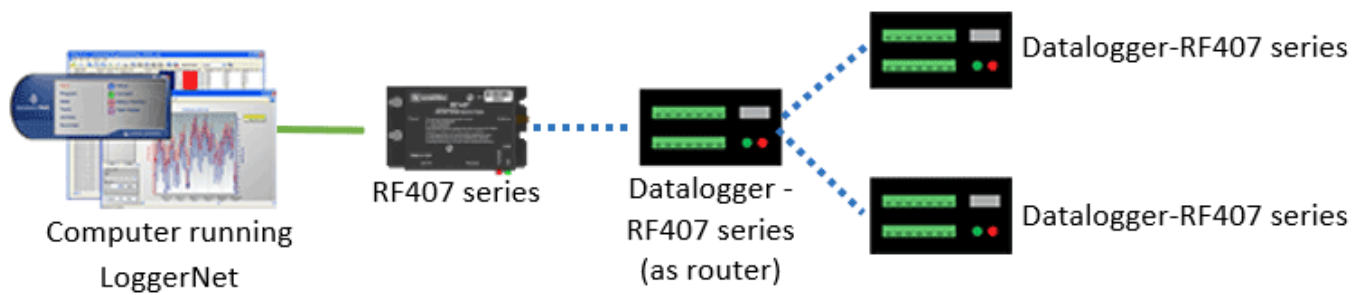 Computer running
LoggerNet
RF407 series
Datalogger -
RF407 series
(as router)
Datalogger-RF407 series
Datalogger-RF407 series